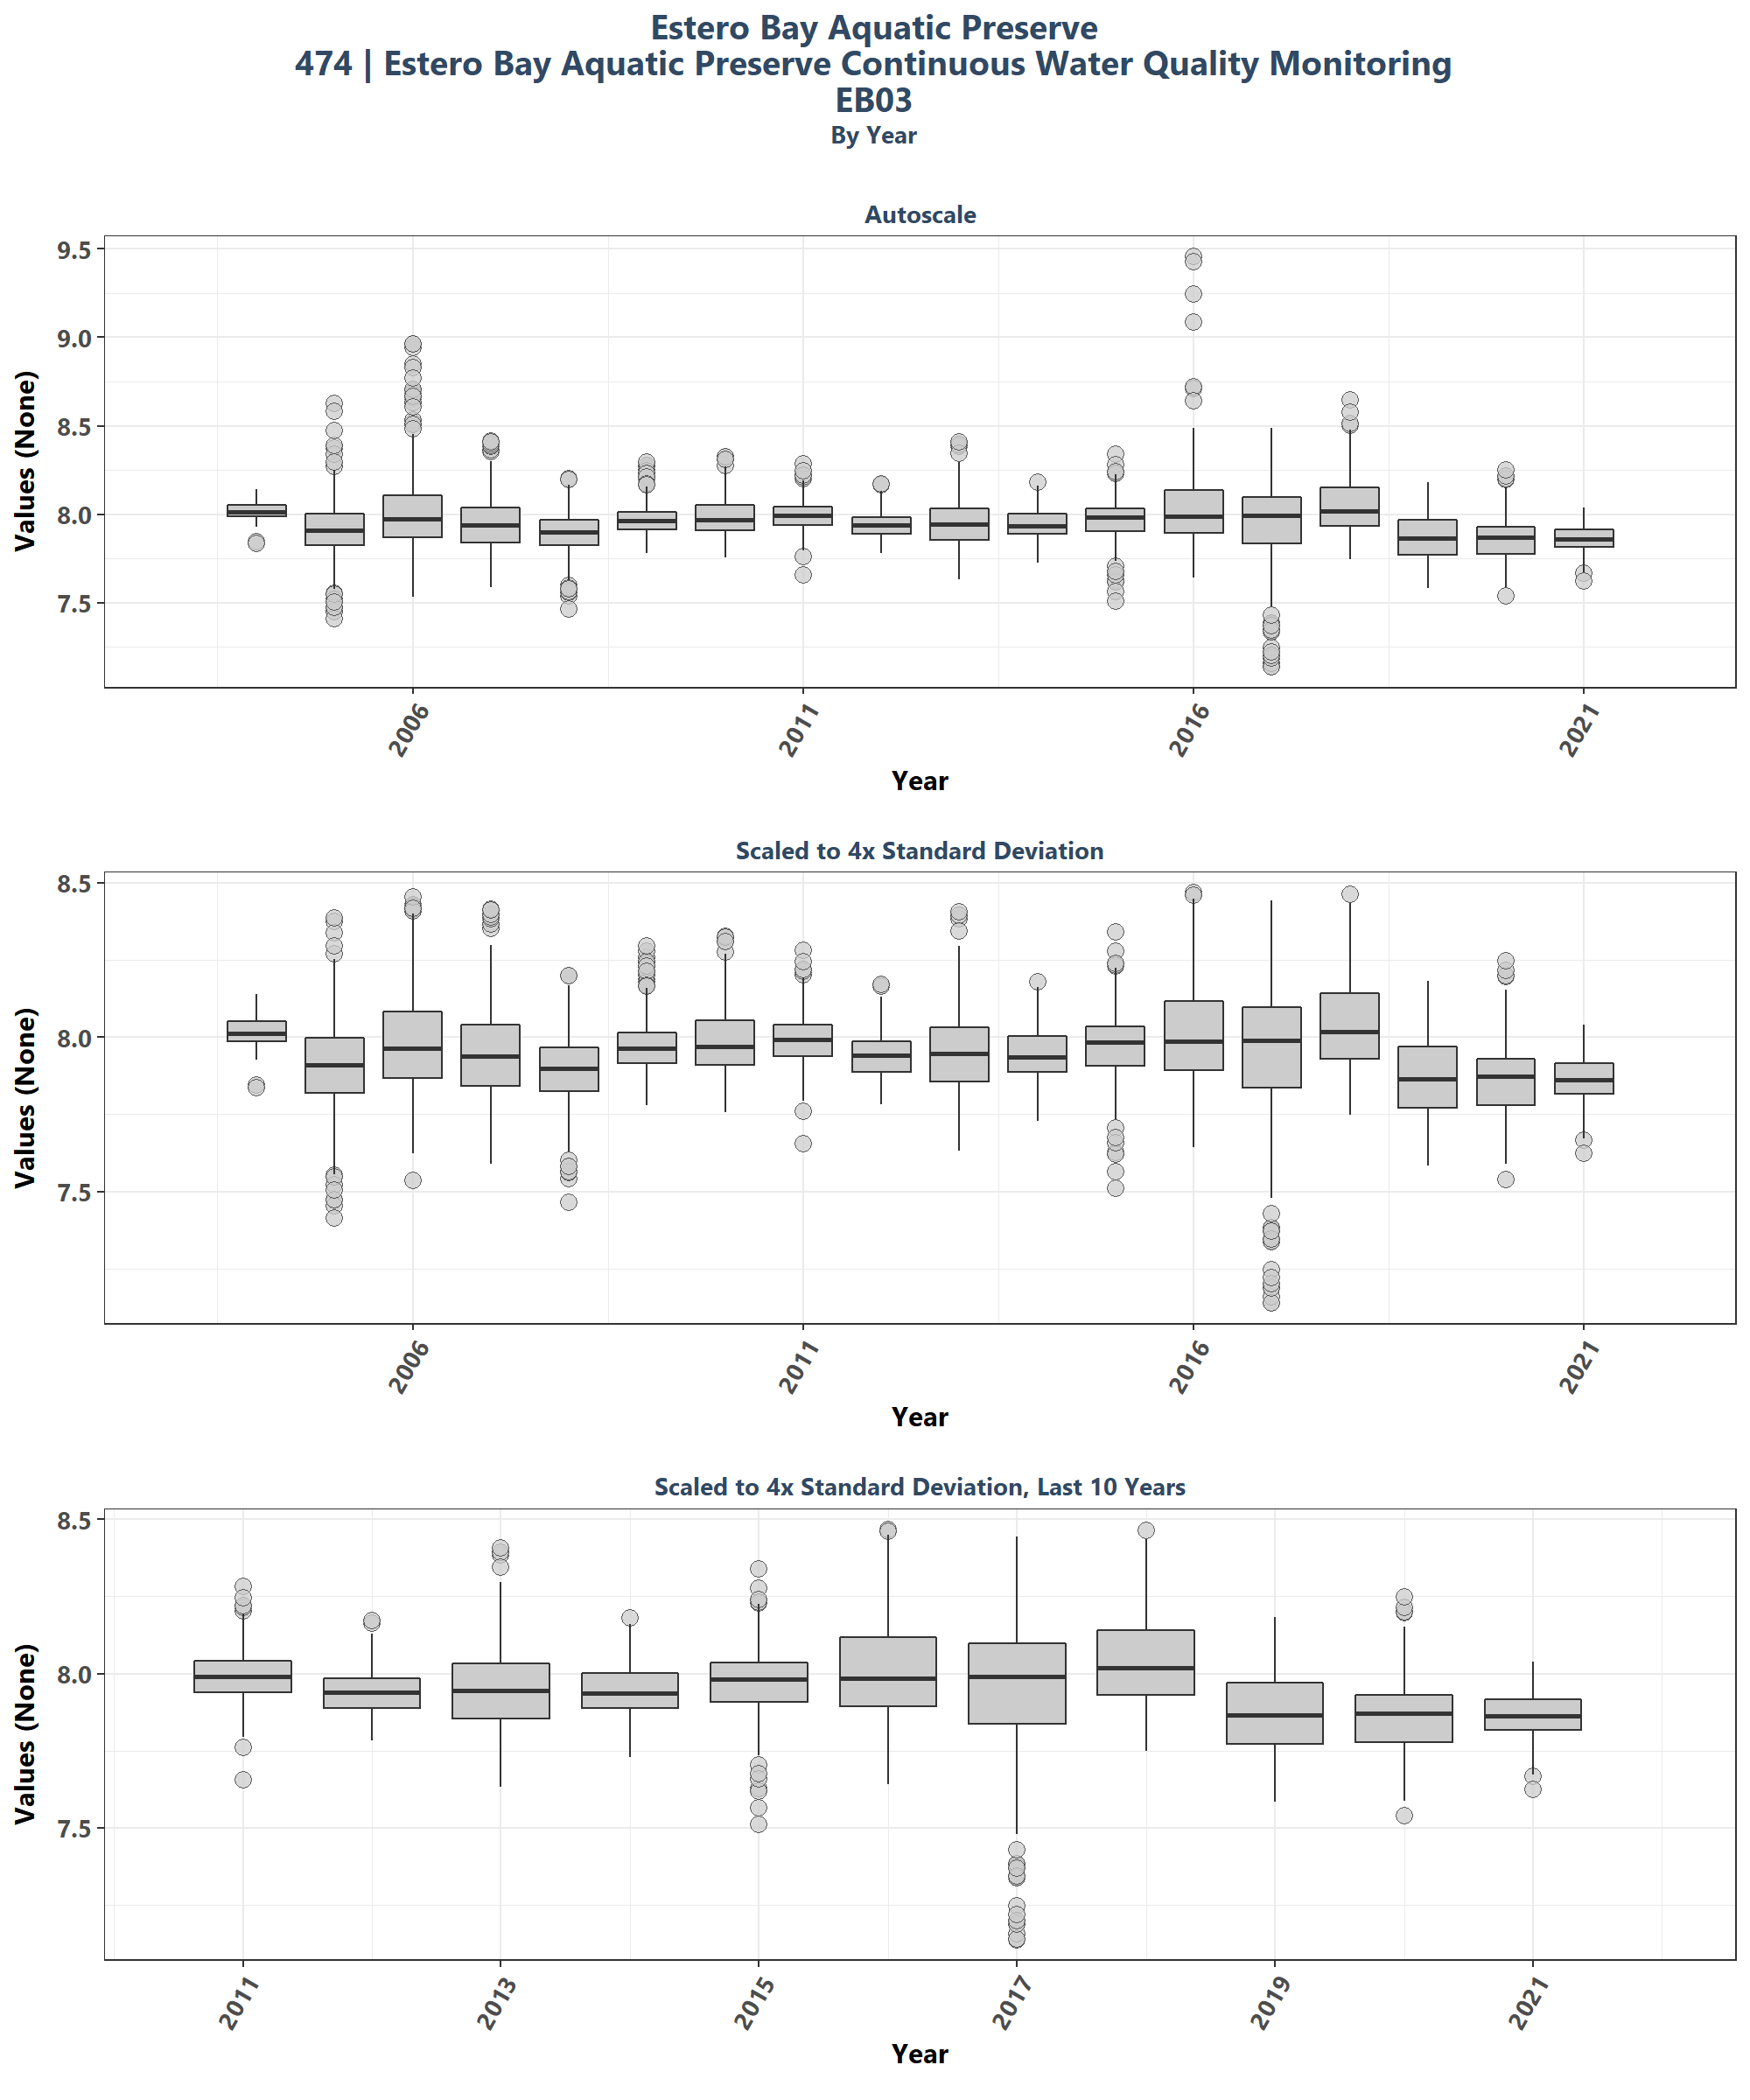 Estero Bay Aquatic Preserve
474 | Estero Bay Aquatic Preserve Continuous Water Quality Monitoring
EB03
By Year
Autoscale
Values (None)
9.5
9.0
8.5
8.0
7.5
2006
2011
2016
2021
Year
Scaled to 4x Standard Deviation
Values (None)
8.5
8.0
7.5
2006
2011
2016
2021
Year
Scaled to 4x Standard Deviation, Last 10 Years
Values (None)
8.5
8.0
7.5
2011
2013
2015
2017
2019
2021
Year